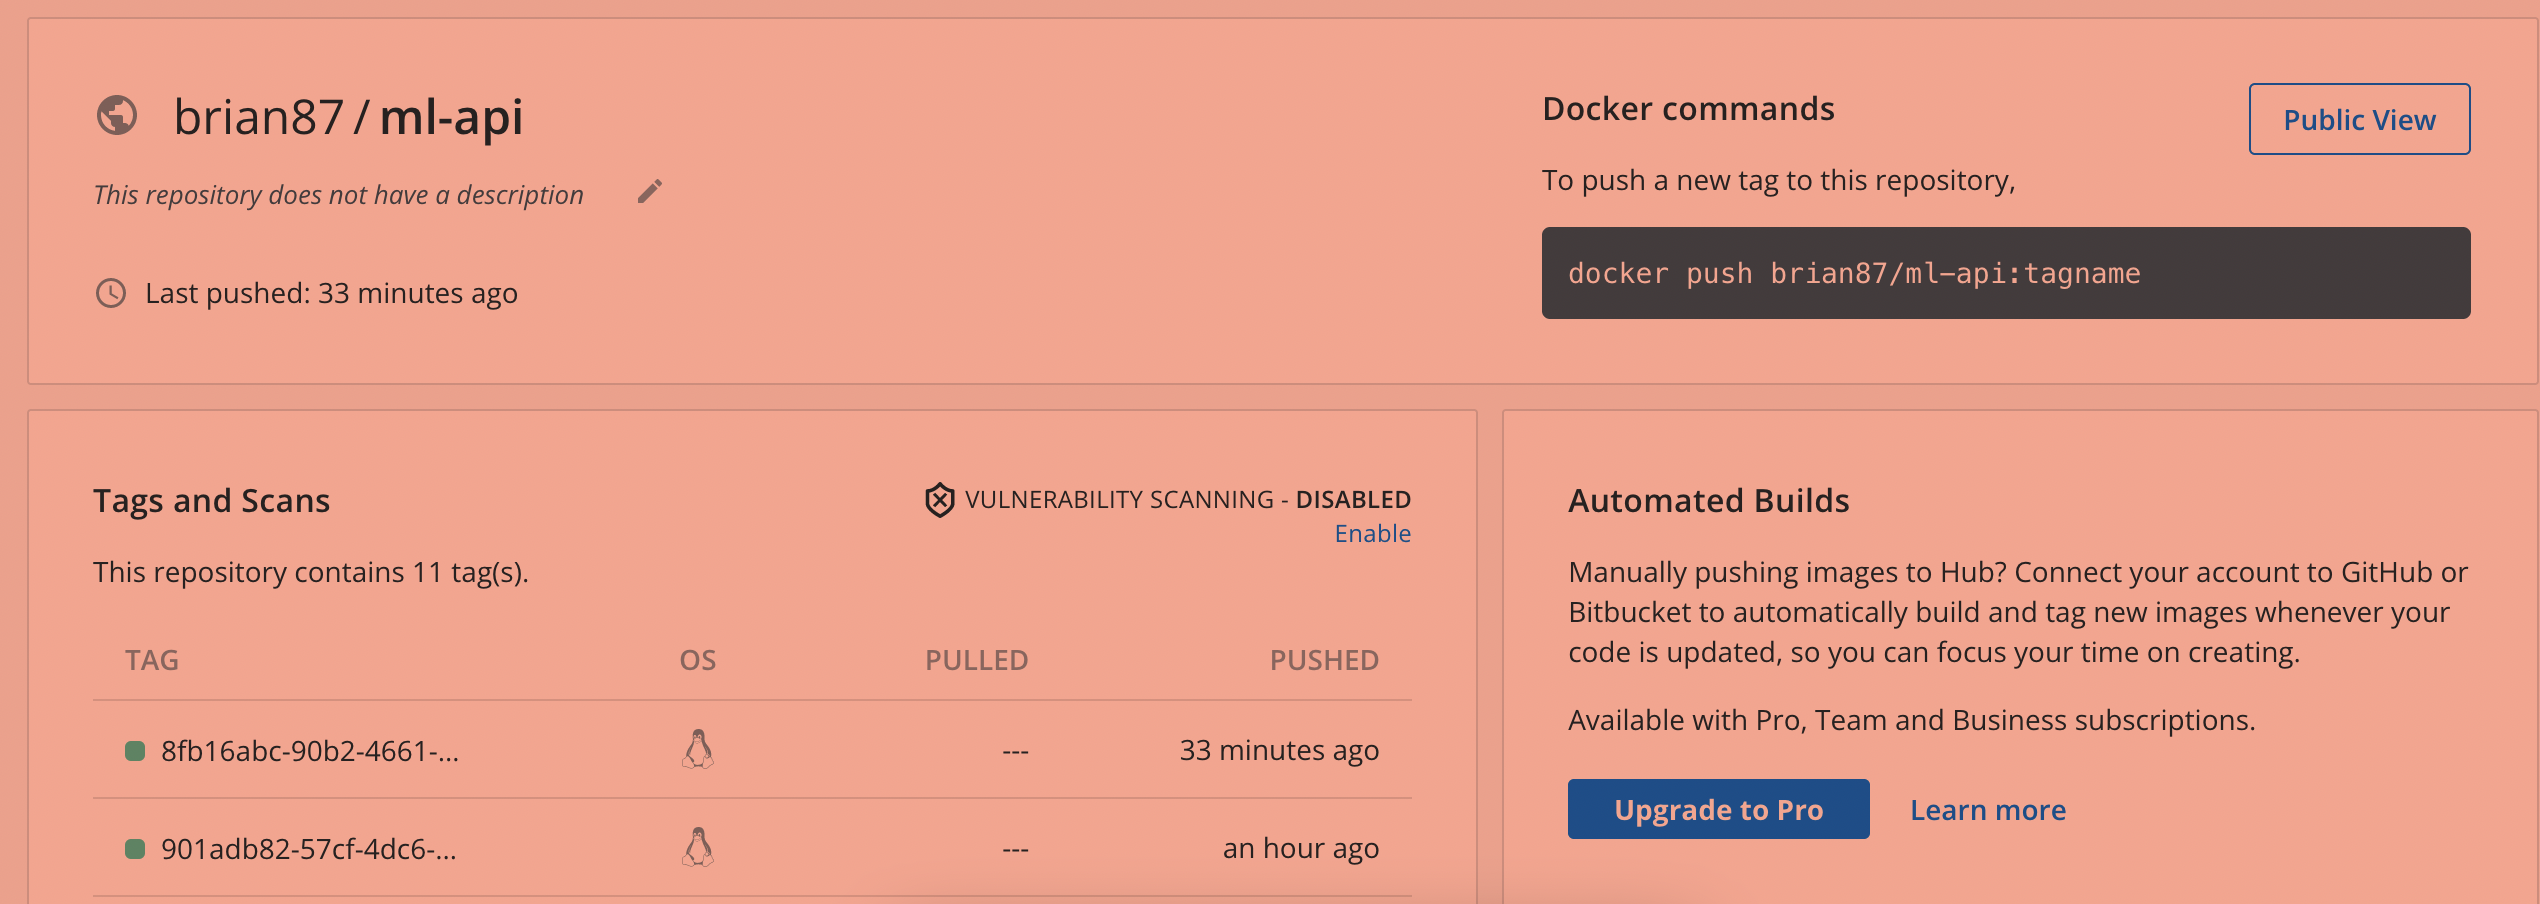 brian87 / ml-api
This repository does not have a description
Last pushed: 33 minutes ago
Docker commands
Public View
To push a new tag to this repository,
docker push brian87/ml-api:tagname
Tags and Scans
VULNERABILITY SCANNING - DISABLED
Enable
This repository contains 11 tag(s).
TAG OS PULLED PUSHED
8fb16abc-90b2-4661-... --- 33 minutes ago
901adb82-57cf-4dc6-... --- an hour ago
Automated Builds
Manually pushing images to Hub? Connect your account to GitHub or
Bitbucket to automatically build and tag new images whenever your
code is updated, so you can focus your time on creating.
Available with Pro, Team and Business subscriptions.
Upgrade to Pro Learn more